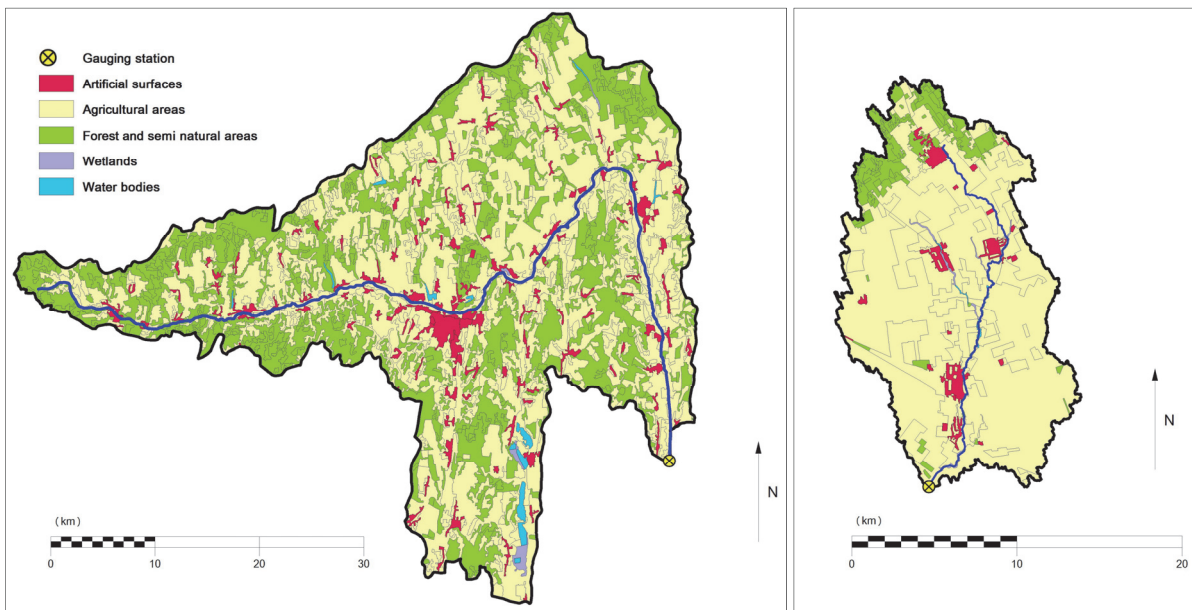 Gauging station
Artificial surfaces
Agricultural areas
Forest and semi natural areas
Wetlands
Water bodies
N
(km)
0 10 20 30
N
(km)
0 10 20